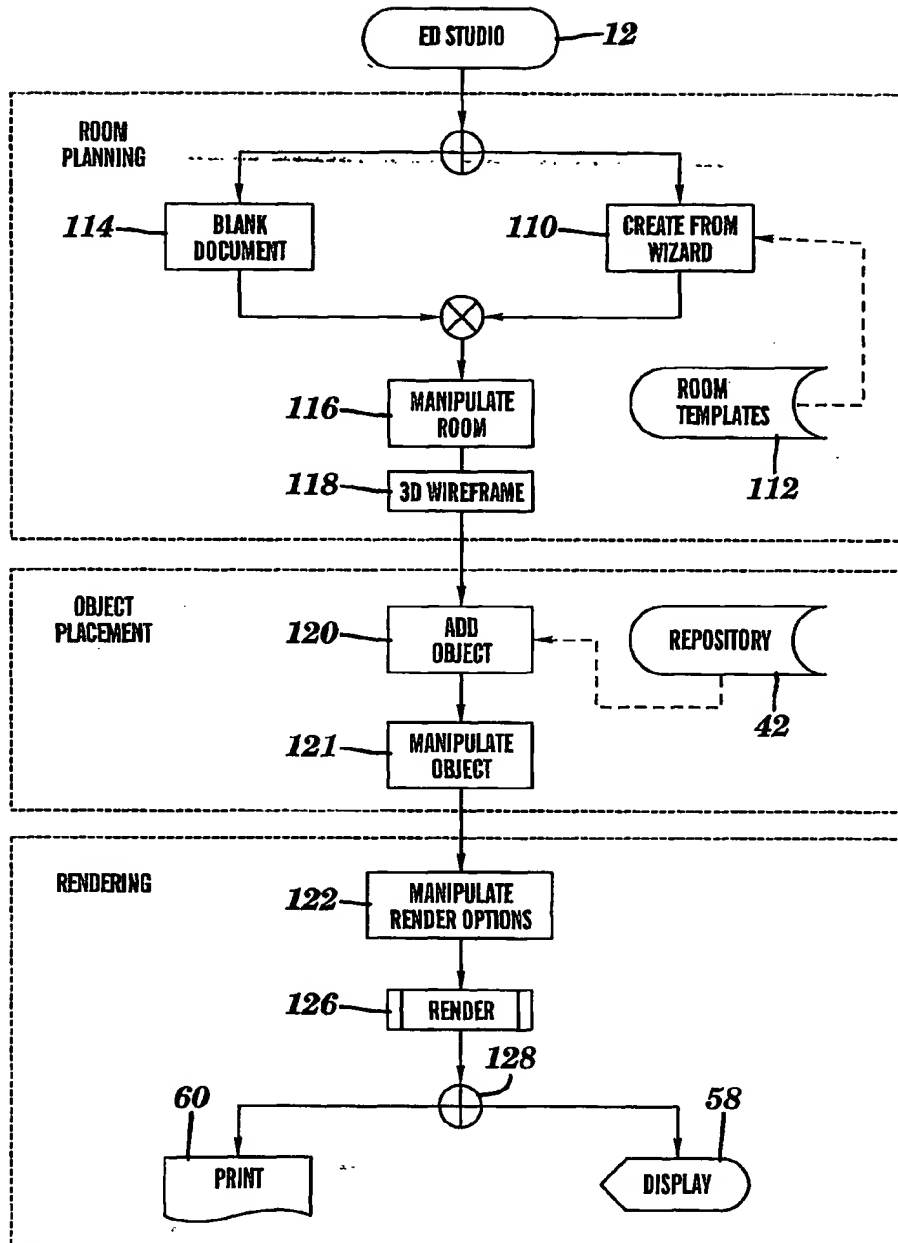 ED STUDIO
12
ROOM
PLANNING
114
BLANK
DOCUMENT
110
CREATE FROM
WIZARD
116
MANIPULATE
ROOM
ROOM
TEMPLATES
112
118
3D WIREFRAME
OBJECT
PLACEMENT
120
ADD
OBJECT
REPOSITORY
42
121
MANIPULATE
OBJECT
RENDERING
122
MANIPULATE
RENDER OPTIONS
126
RENDER
128
60
PRINT
58
DISPLAY